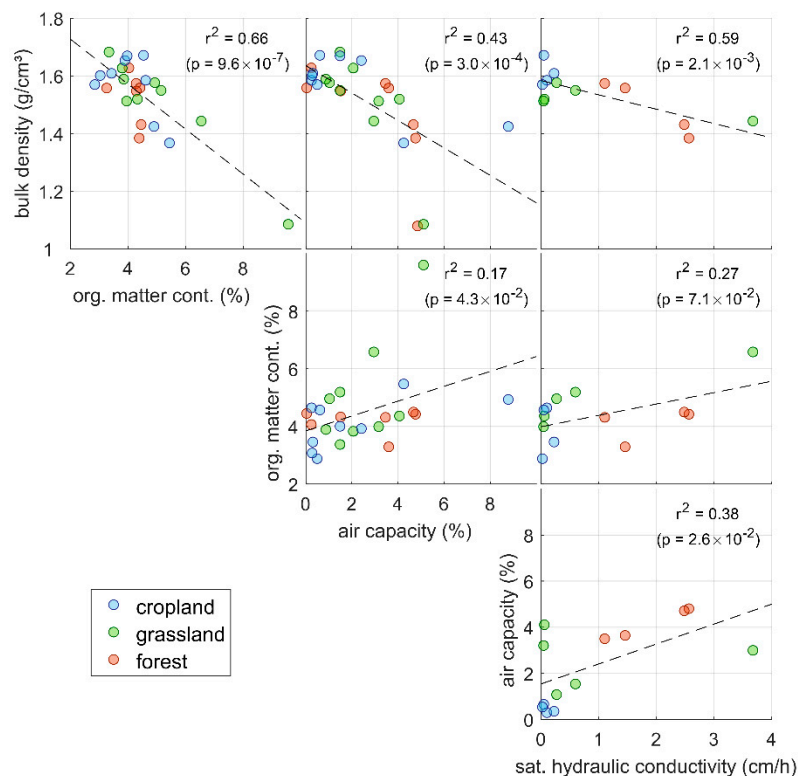 r² = 0.66
(p = 9.6×10⁻⁷)
r² = 0.43
(p = 3.0×10⁻⁴)
r² = 0.59
(p = 2.1×10⁻³)
bulk density (g/cm³)
1.8
1.6
1.4
1.2
1
2 4 6 8
org. matter cont. (%)
r² = 0.17
(p = 4.3×10⁻²)
r² = 0.27
(p = 7.1×10⁻²)
org. matter cont. (%)
8
6
4
2
0 2 4 6 8
air capacity (%)
r² = 0.38
(p = 2.6×10⁻²)
air capacity (%)
8
6
4
2
0
0 1 2 3 4
sat. hydraulic conductivity (cm/h)
cropland
grassland
forest